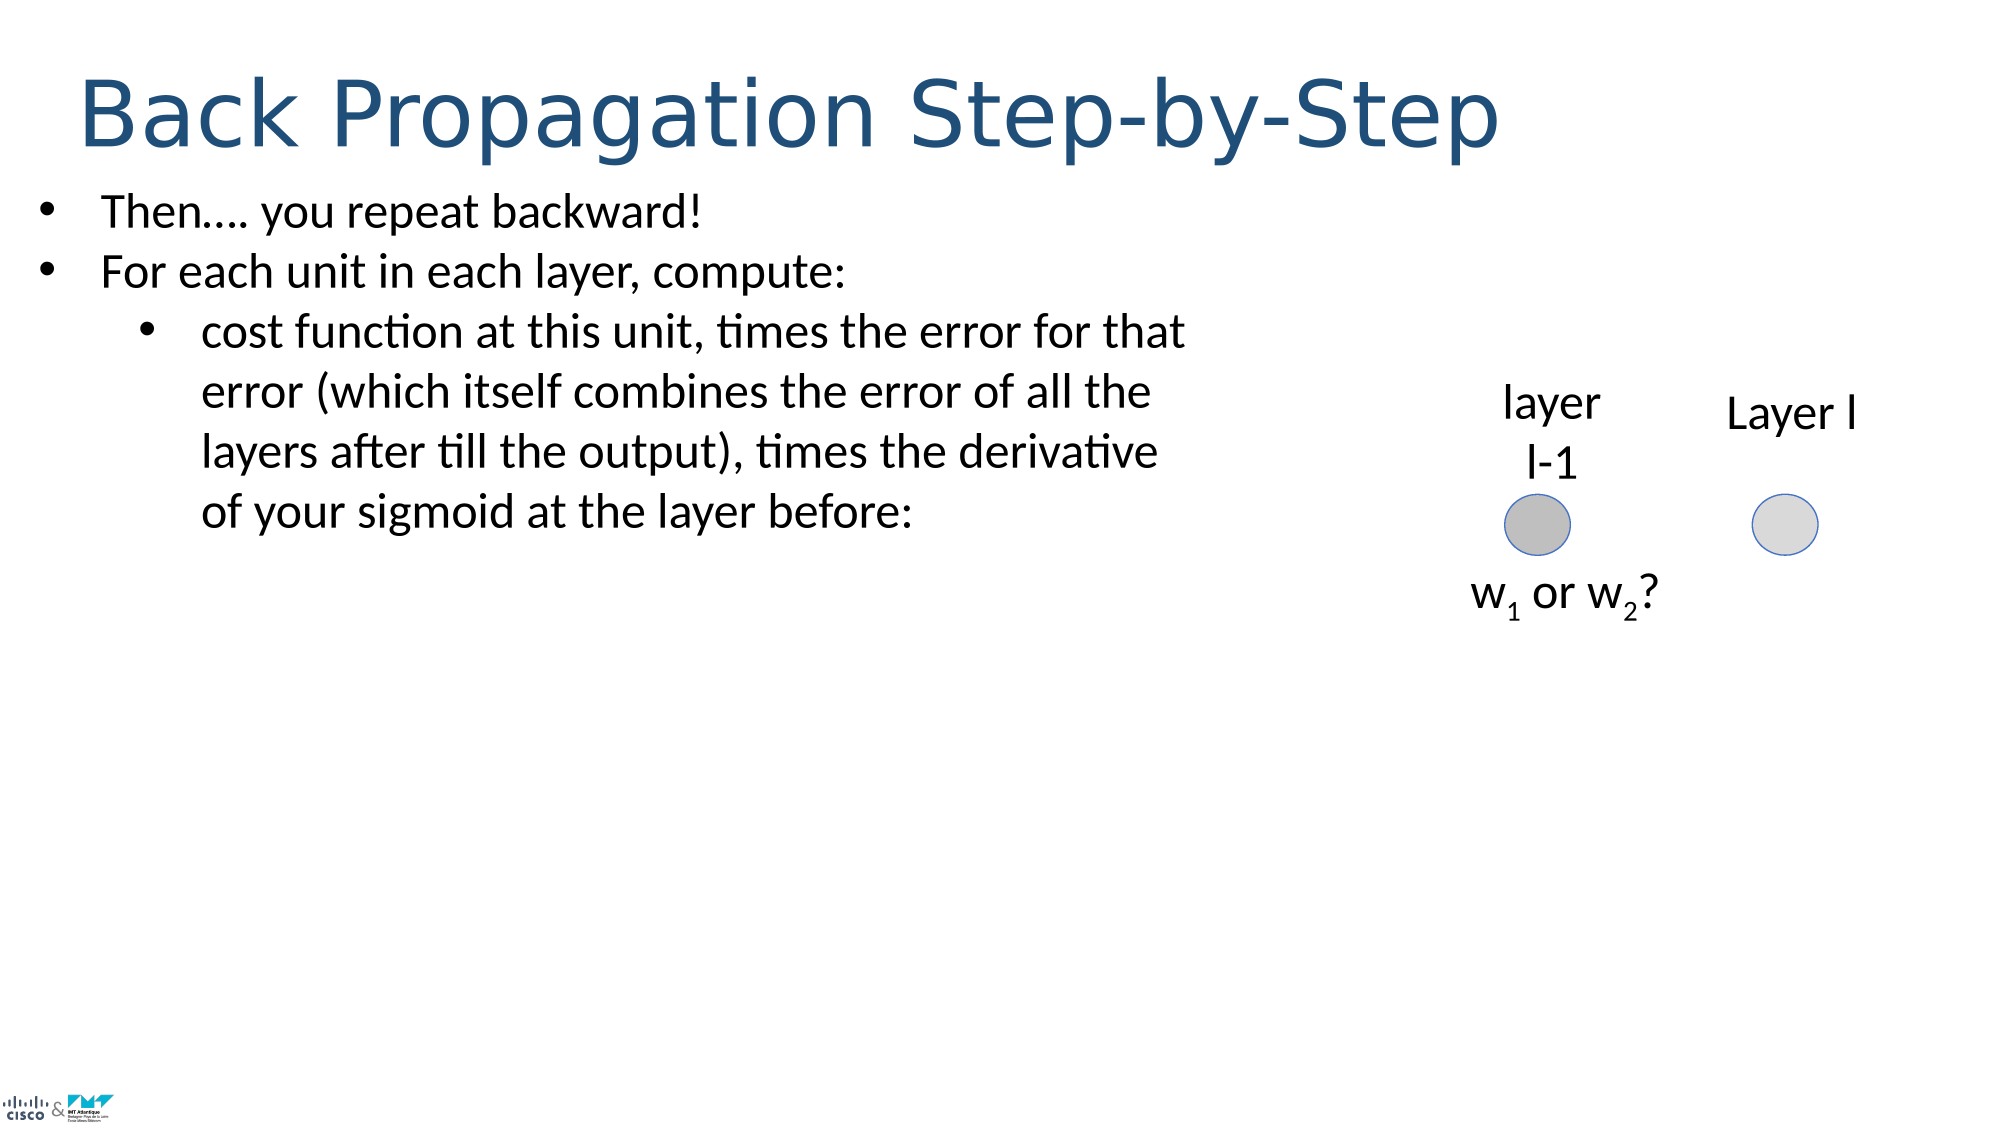 Back Propagation Step-by-Step
• Then…. you repeat backward!
• For each unit in each layer, compute:
• cost function at this unit, times the error for that
error (which itself combines the error of all the
layers after till the output), times the derivative
of your sigmoid at the layer before:
layer
l-1
Layer l
w₁ or w₂?
CISCO & IMT Atlantique